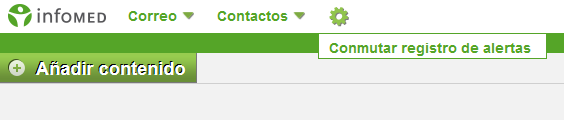 infomed Correo Contactos
Conmutar registro de alertas
Añadir contenido